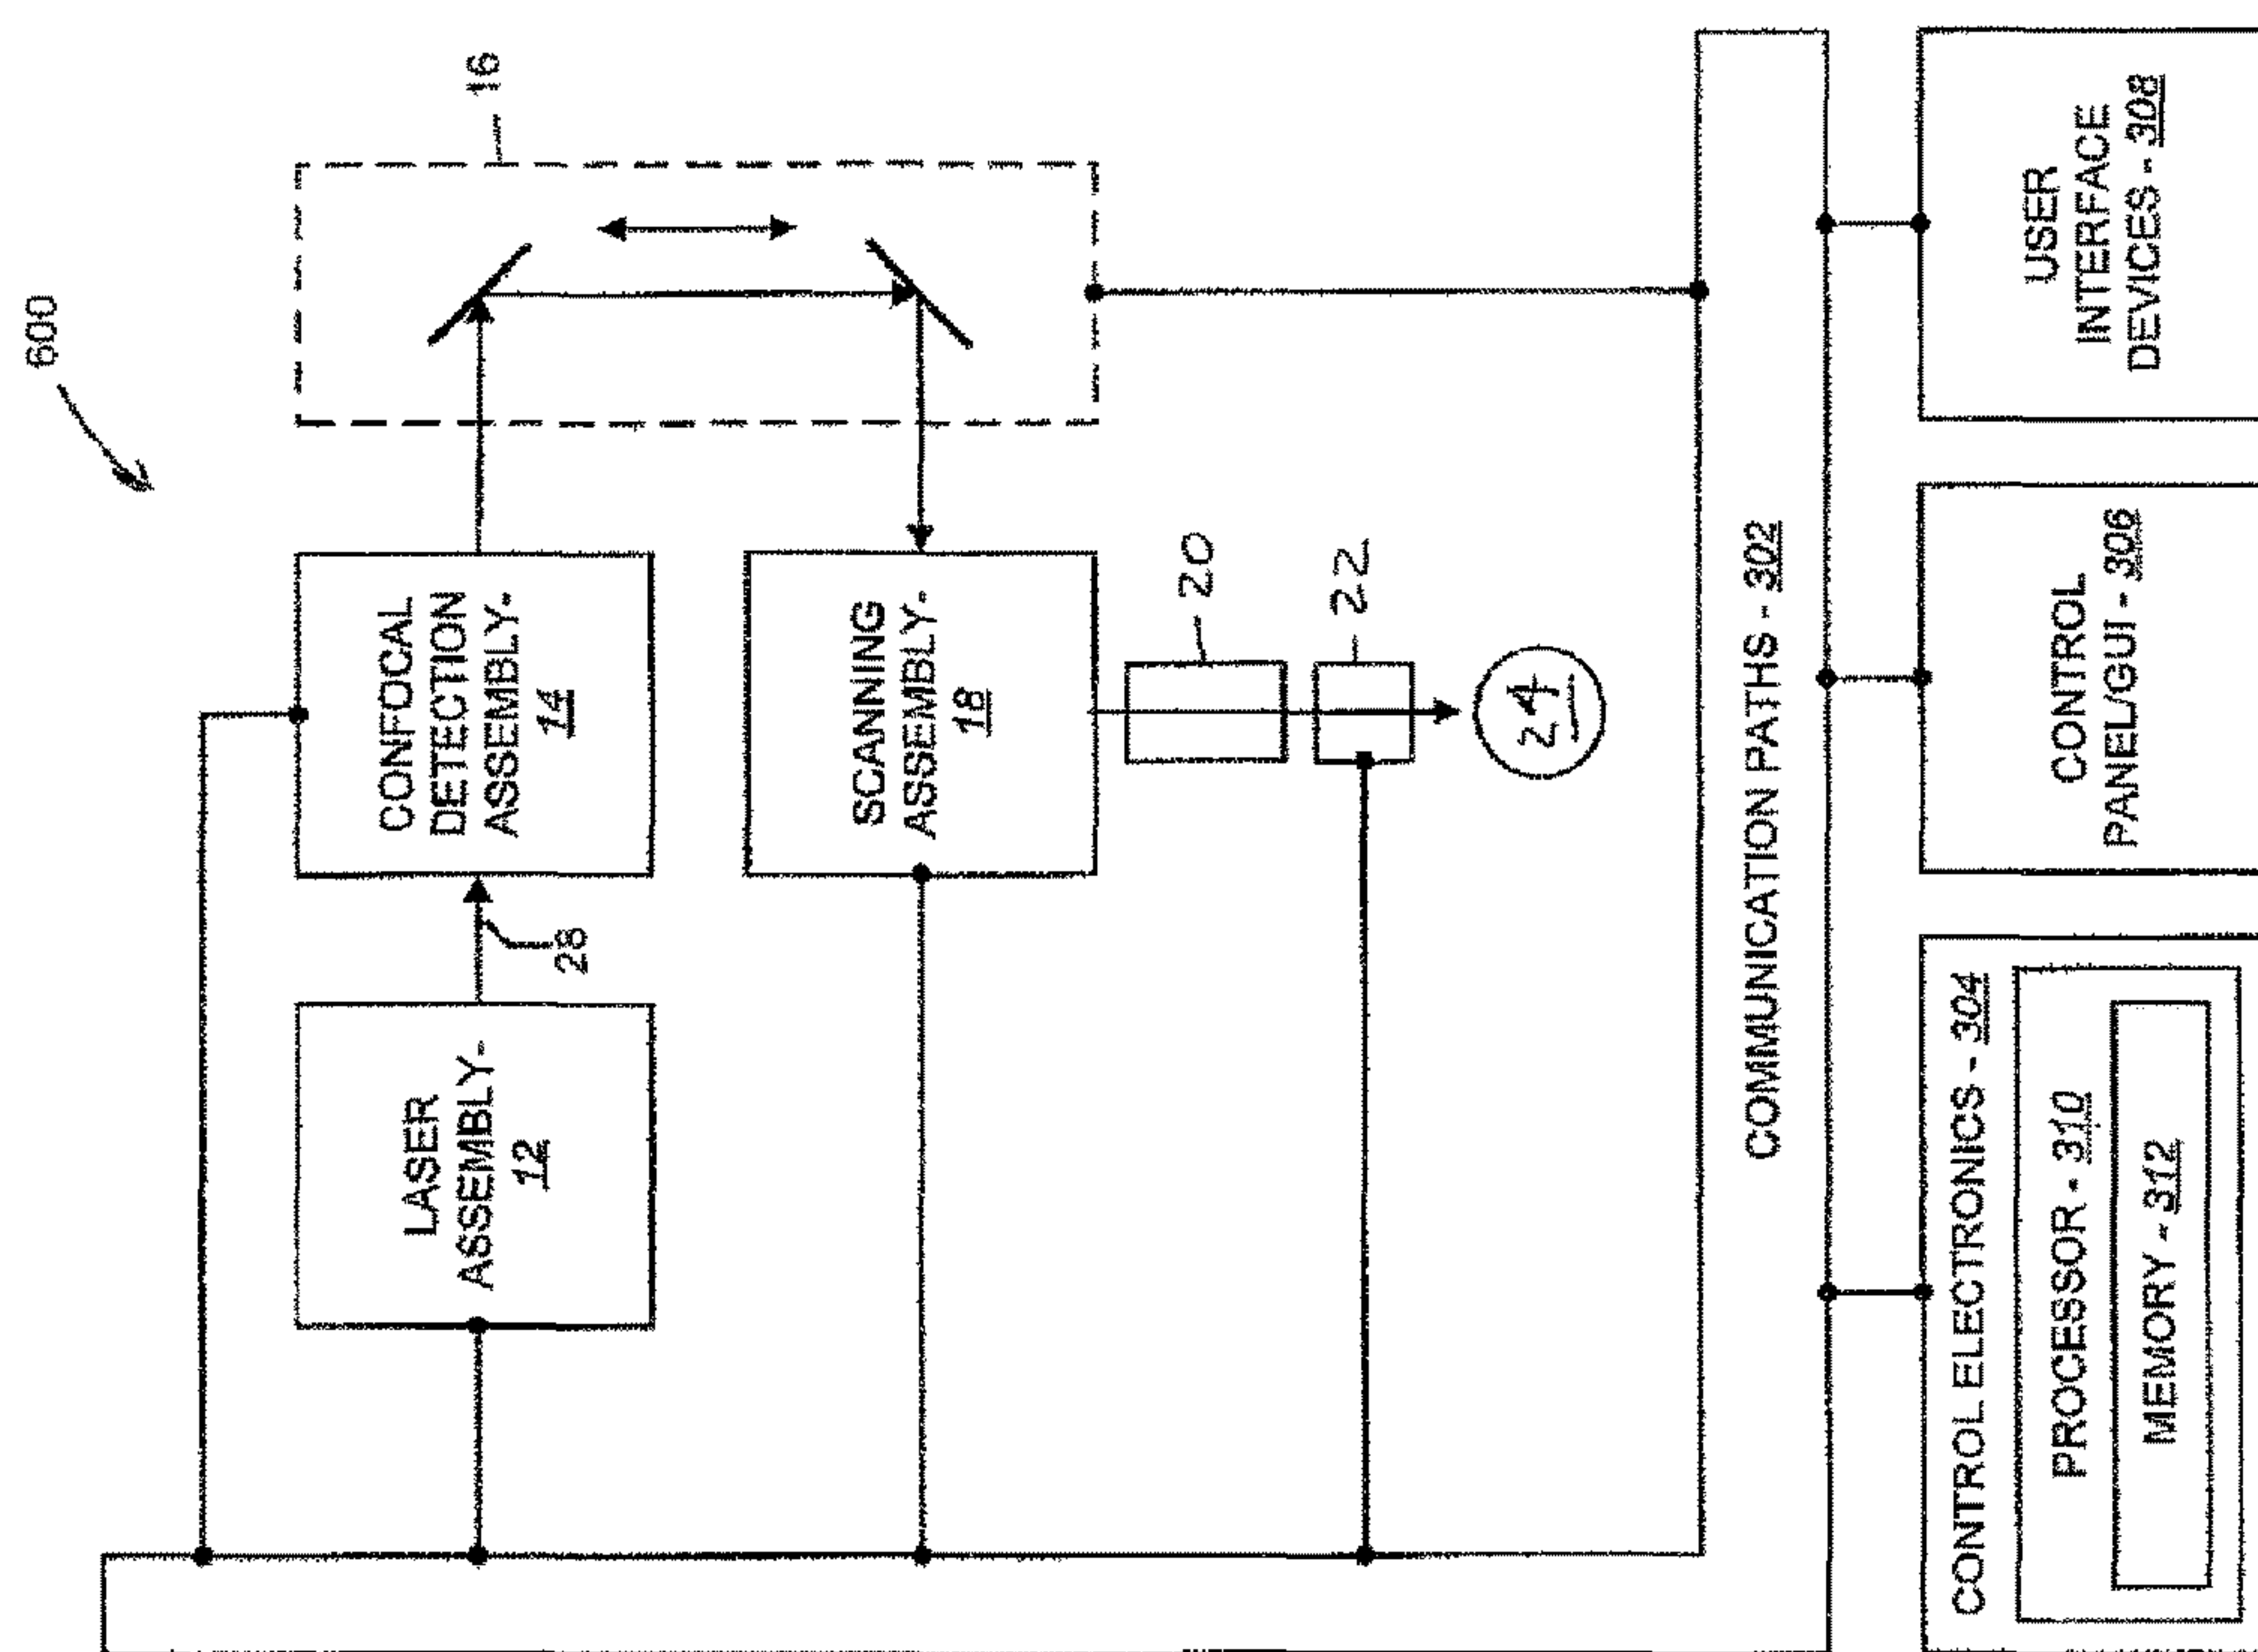 600
16
CONFOCAL
DETECTION
ASSEMBLY-
14
LASER
ASSEMBLY-
12
28
SCANNING
ASSEMBLY-
18
20
22
24
COMMUNICATION PATHS - 302
CONTROL ELECTRONICS - 304
PROCESSOR - 310
MEMORY - 312
CONTROL
PANEL/GUI - 306
USER
INTERFACE
DEVICES - 308